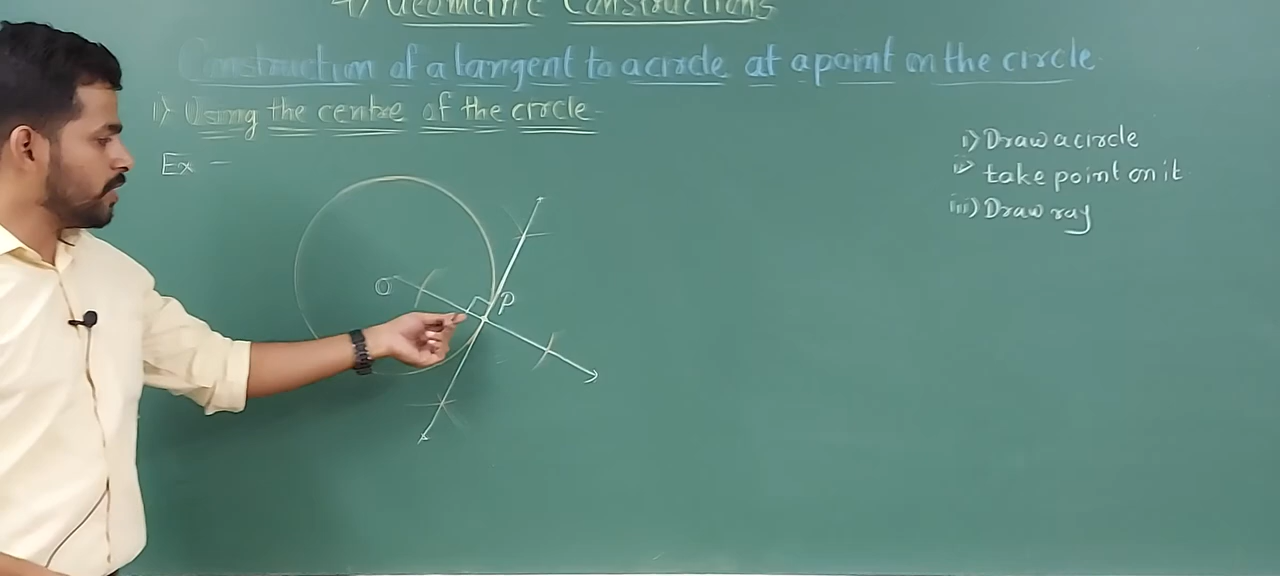 4) Geometric Constructions
Construction of a tangent to a circle at a point on the circle.
i) Using the centre of the circle-
Ex -
i) Draw a circle
ii) take point on it
iii) Draw ray
O
P